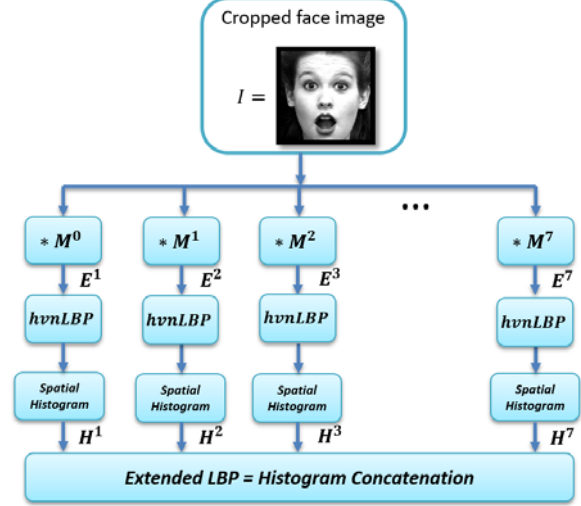 Cropped face image
I =
...
* M⁰ * M¹ * M² * M⁷
E¹ E² E³ E⁷
hvnLBP hvnLBP hvnLBP hvnLBP
Spatial Spatial Spatial Spatial
Histogram Histogram Histogram Histogram
H¹ H² H³ H⁷
Extended LBP = Histogram Concatenation